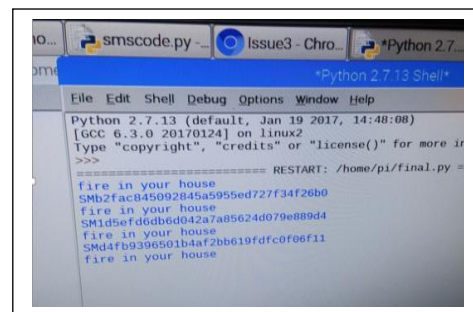 smscode.py -...
Issue3 - Chro...
*Python 2.7...
*Python 2.7.13 Shell*
File Edit Shell Debug Options Window Help
Python 2.7.13 (default, Jan 19 2017, 14:48:08)
[GCC 6.3.0 20170124] on linux2
Type "copyright", "credits" or "license()" for more in
>>>
========================= RESTART: /home/pi/final.py =
fire in your house
SMb2fac845092845a5955ed727f34f26b0
fire in your house
SM1d5efd6db6d042a7a85624d079e889d4
fire in your house
SMd4fb9396501b4af2bb619fdfc0f06f11
fire in your house